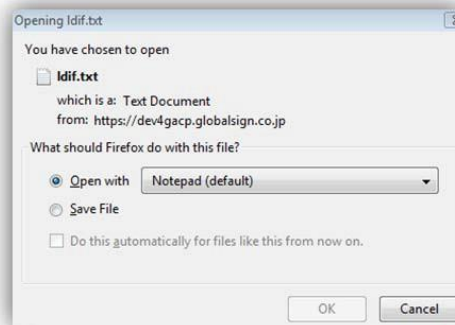 Opening ldif.txt
You have chosen to open
ldif.txt
which is a: Text Document
from: https://dev4gacp.globalsign.co.jp
What should Firefox do with this file?
Open with Notepad (default)
Save File
Do this automatically for files like this from now on.
OK Cancel